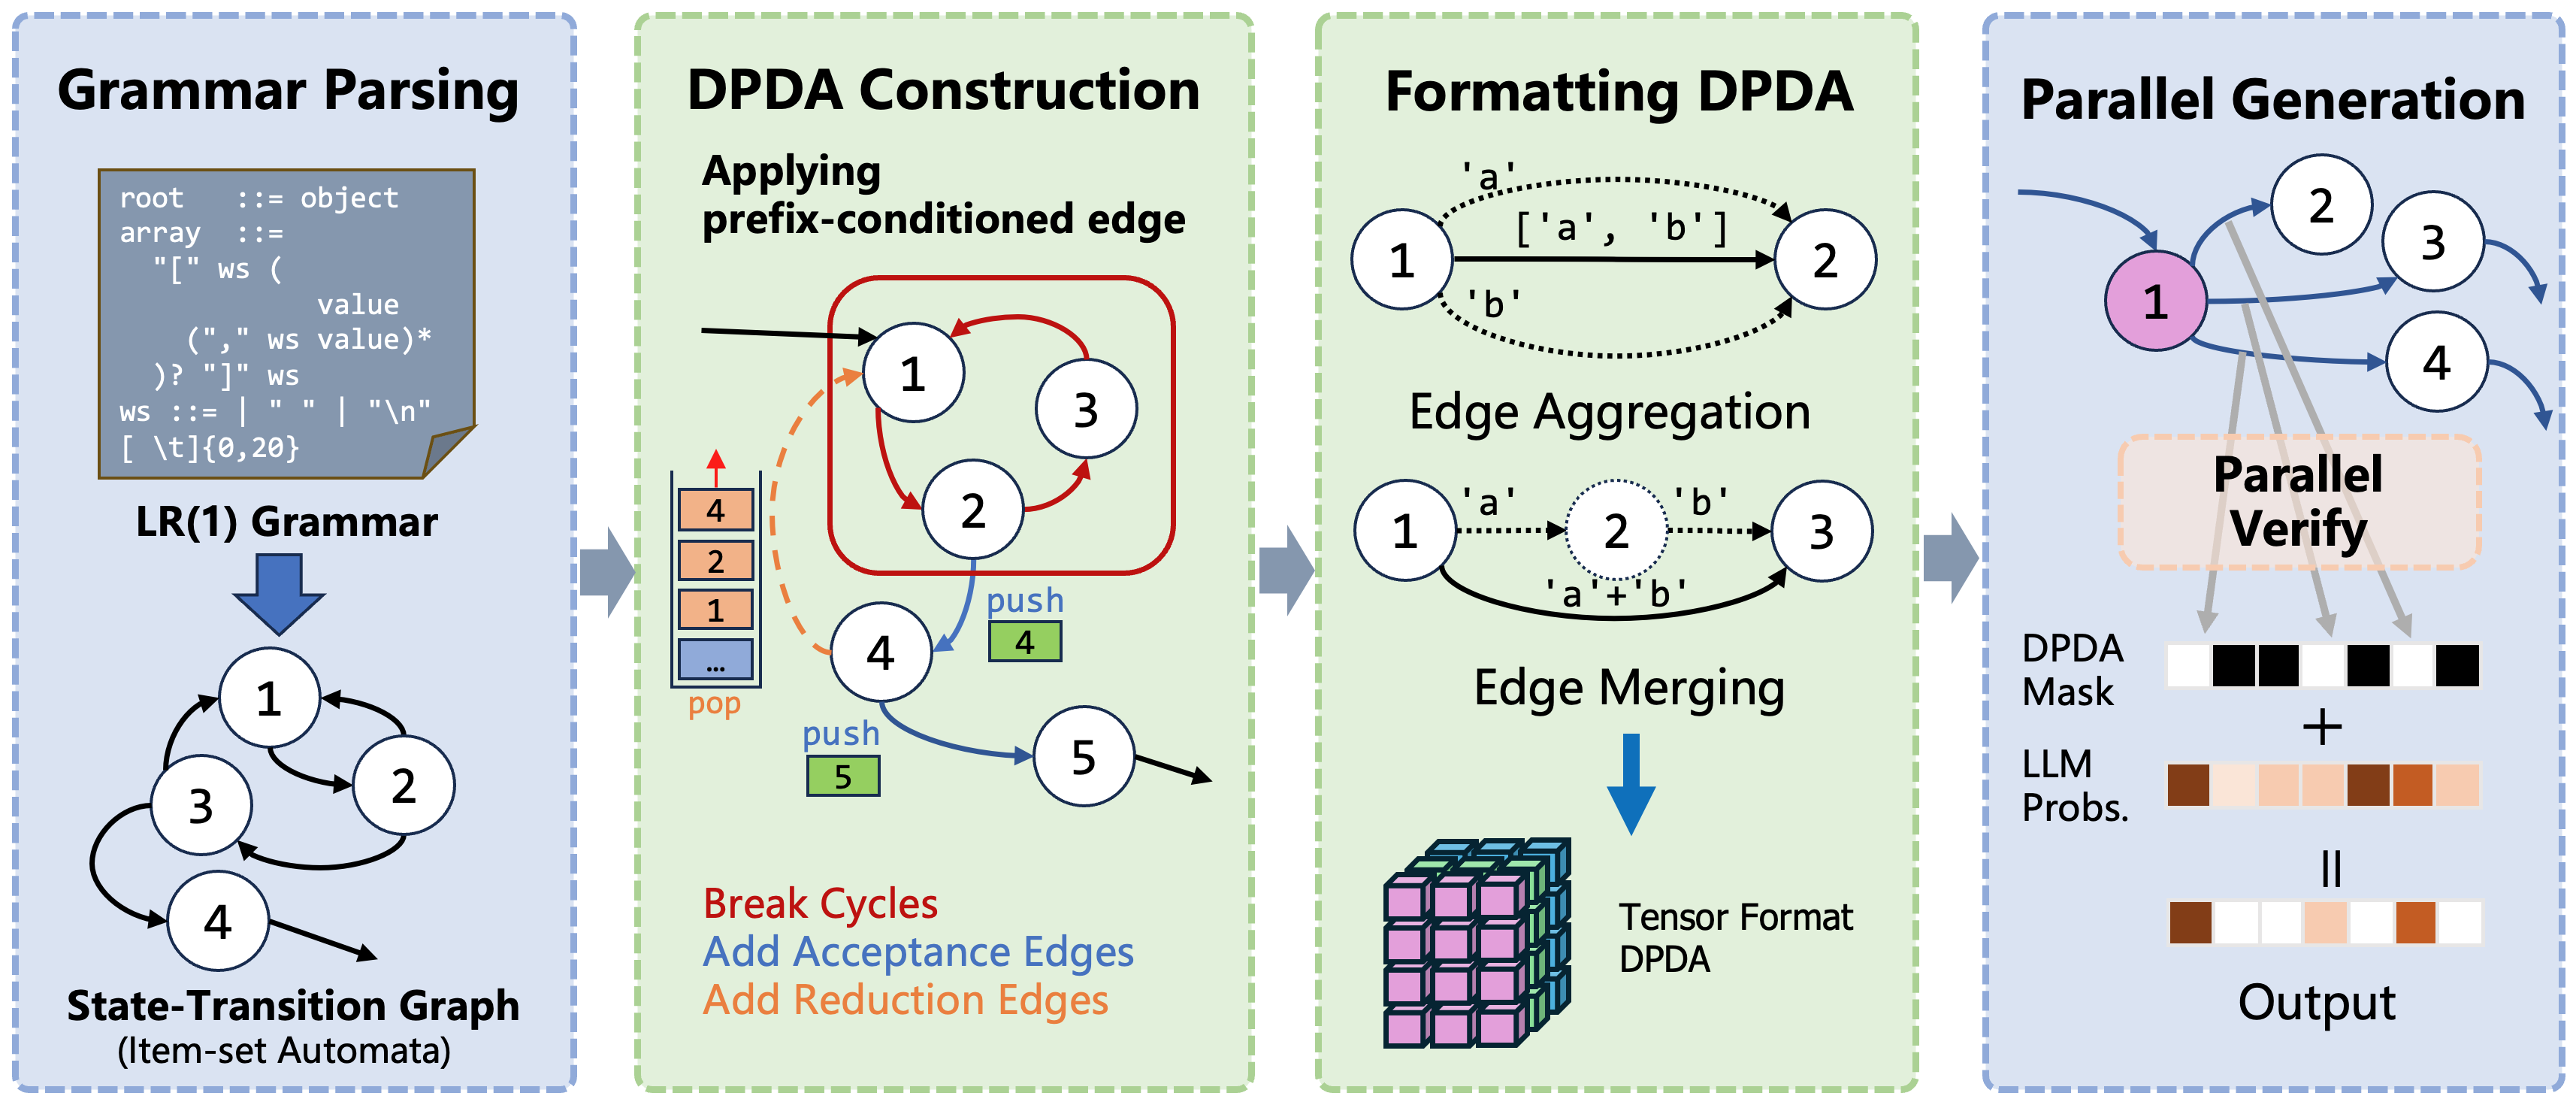 Grammar Parsing
root   ::= object
array  ::=
  "[" ws (
            value
    ("," ws value)*
  )? "]" ws
ws ::= | " " | "\n"
[ \t]{0,20}
LR(1) Grammar
1
2
3
4
State-Transition Graph
(Item-set Automata)
DPDA Construction
Applying
prefix-conditioned edge
1
3
2
4
2
1
...
pop
push
4
4
push
5
5
Break Cycles
Add Acceptance Edges
Add Reduction Edges
Formatting DPDA
'a'
['a', 'b']
1
2
'b'
Edge Aggregation
1
'a'
2
'b'
3
'a'+'b'
Edge Merging
Tensor Format
DPDA
Parallel Generation
2
3
1
4
Parallel
Verify
DPDA
Mask
+
LLM
Probs.
=
Output